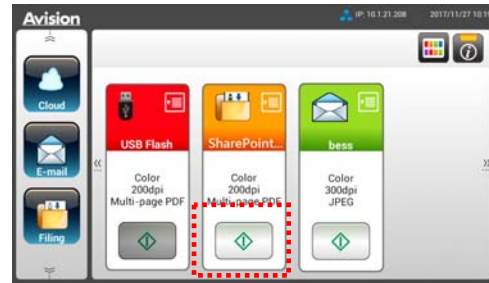 Avision
IP: 10.1.21.208 2017/11/27 10:19
Cloud
E-mail
Filing
USB Flash
Color
200dpi
Multi-page PDF
SharePoint...
Color
200dpi
Multi-page PDF
bess
Color
300dpi
JPEG